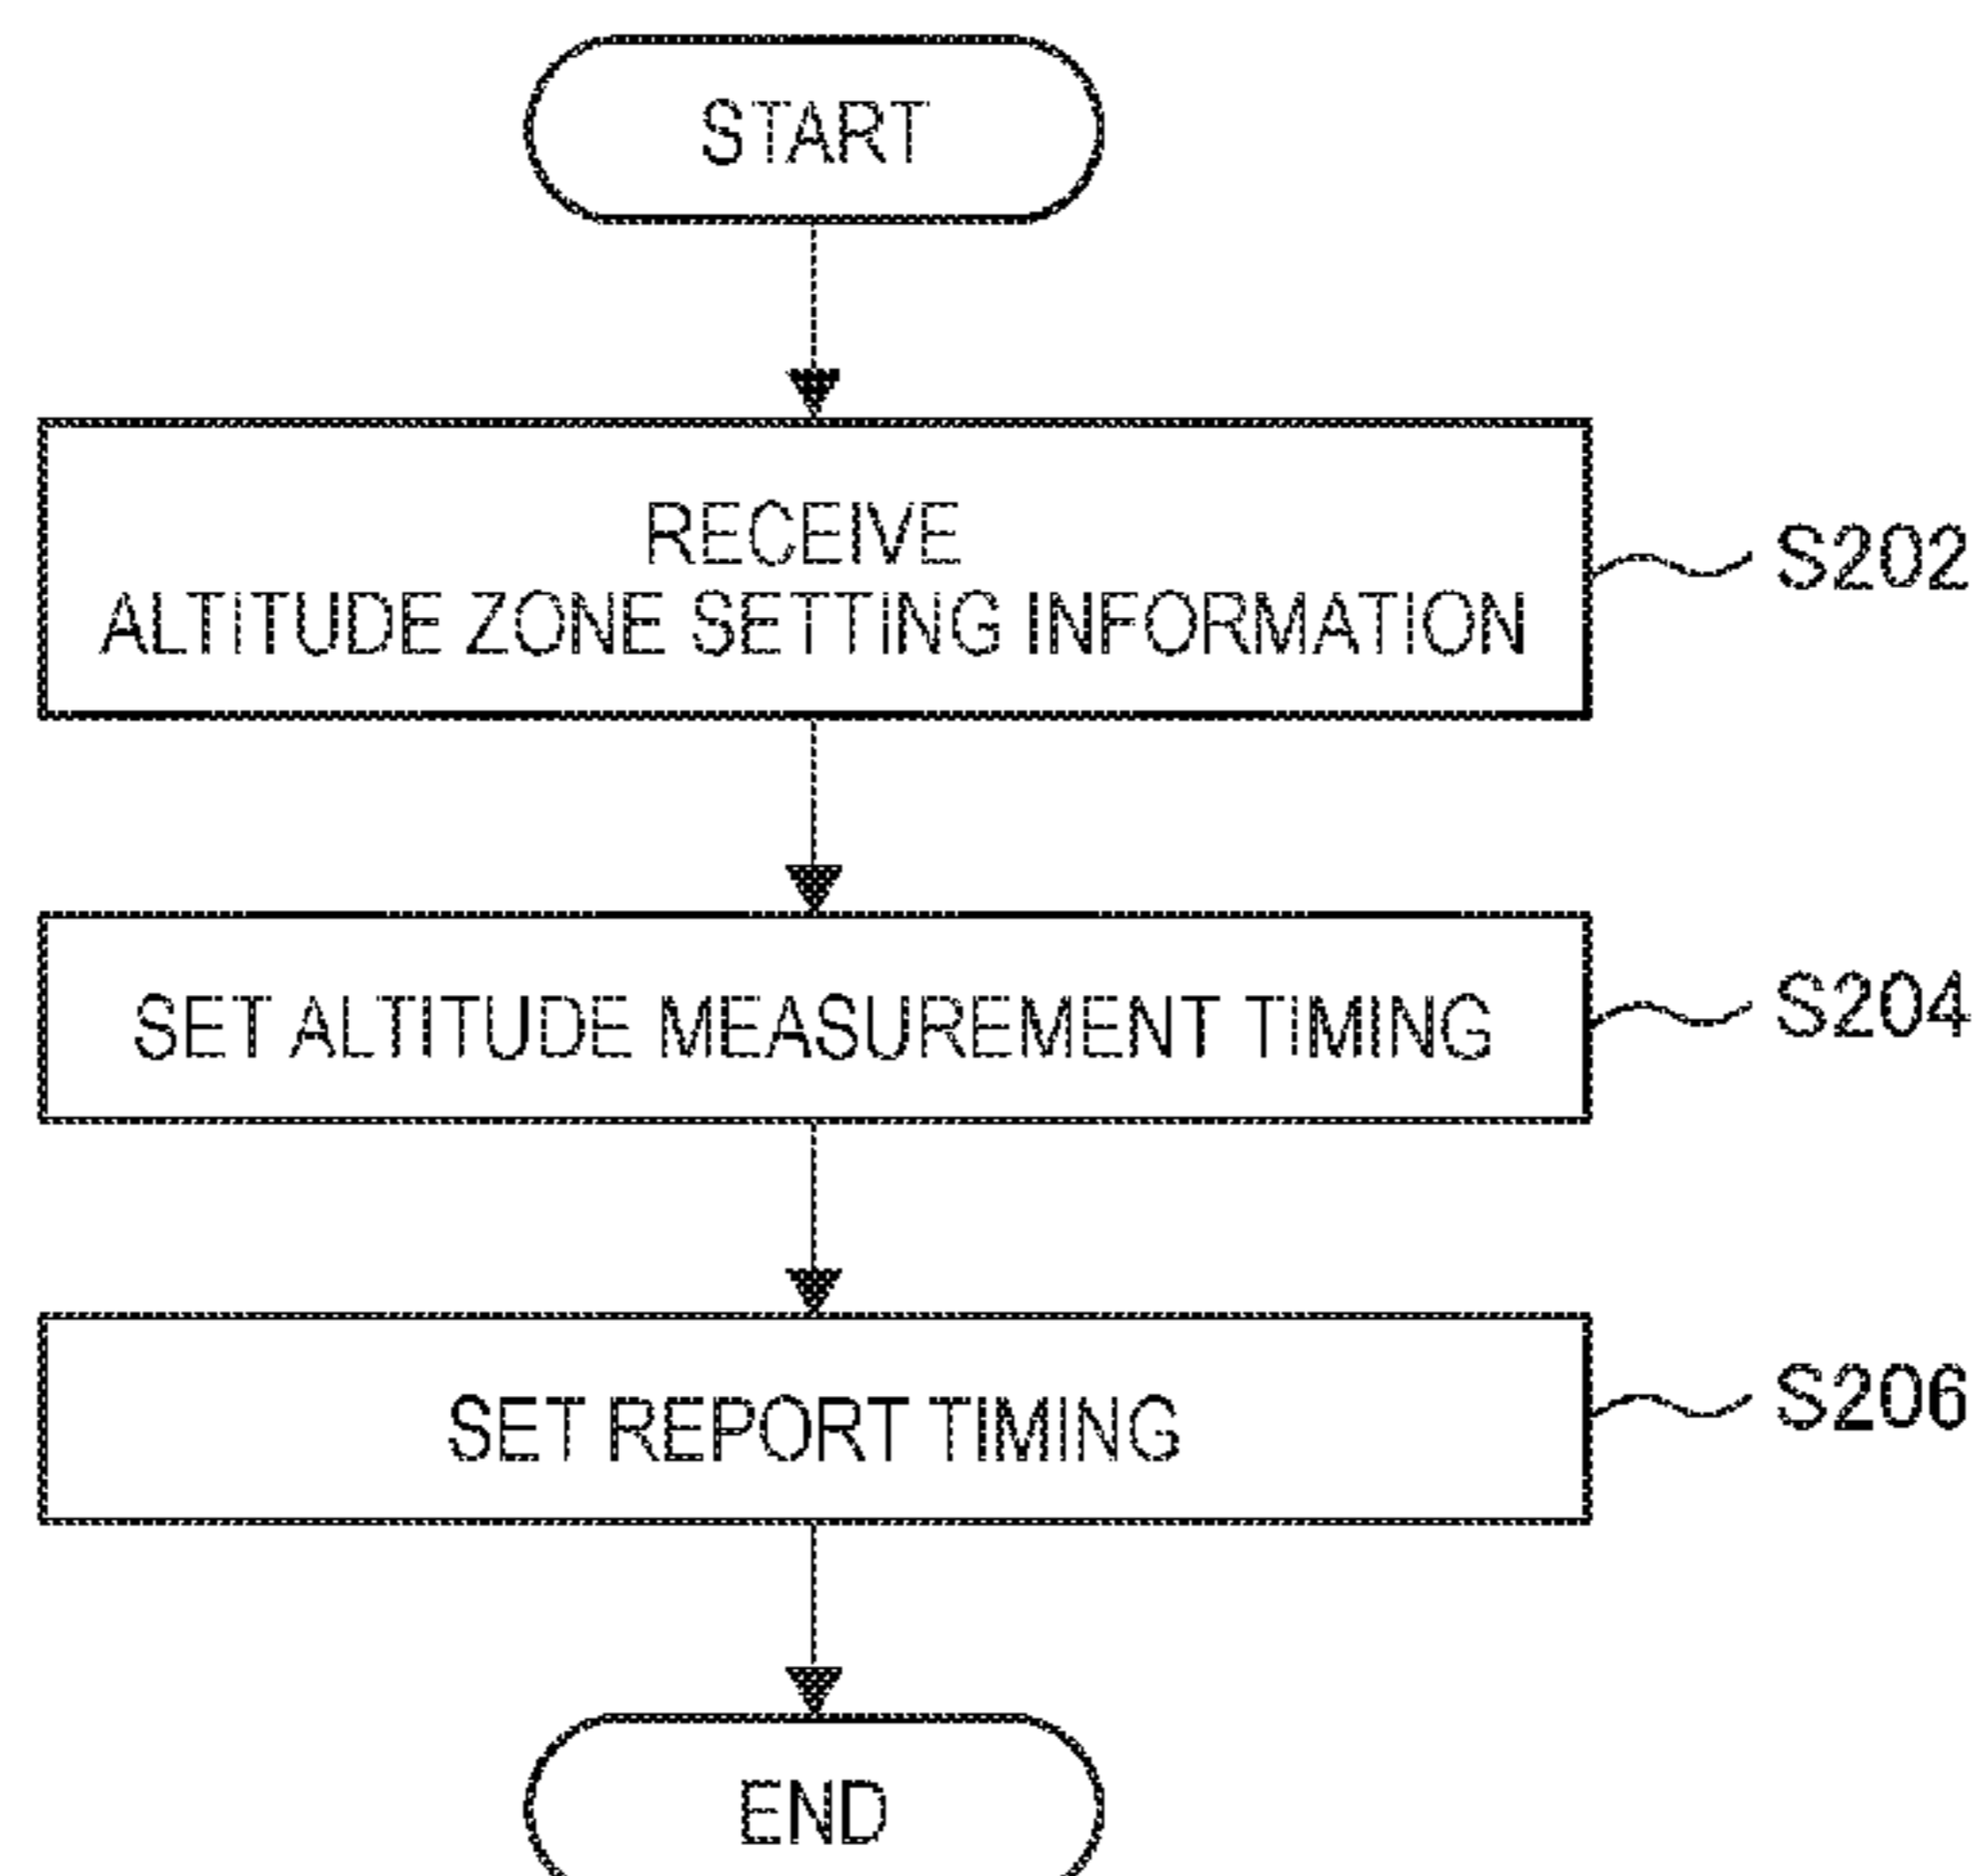 START
RECEIVE
ALTITUDE ZONE SETTING INFORMATION
S202
SET ALTITUDE MEASUREMENT TIMING
S204
SET REPORT TIMING
S206
END